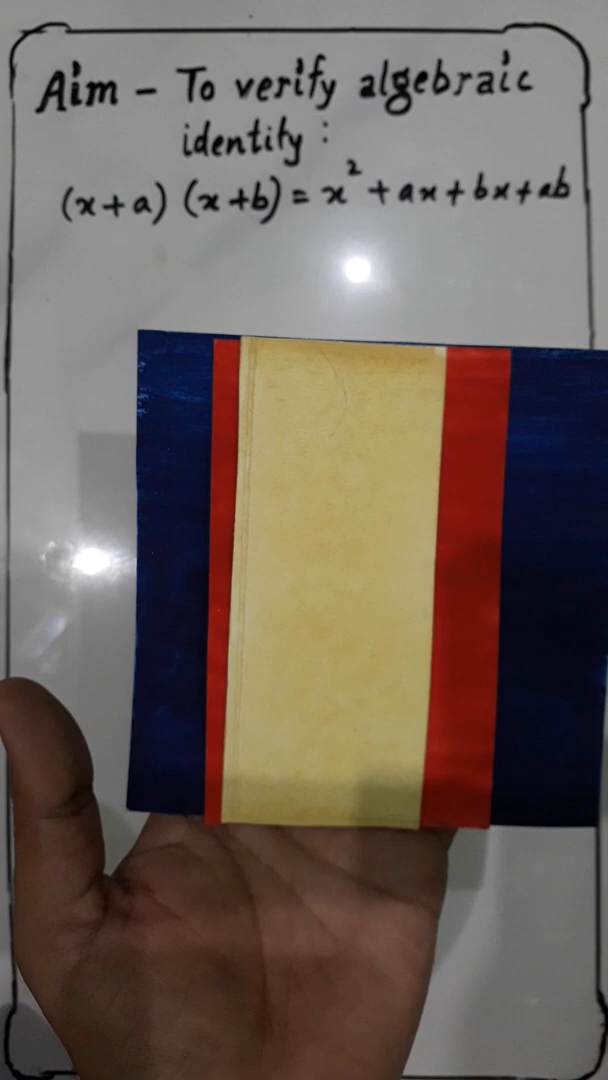 Aim - To verify algebraic
identity :
(x+a) (x+b) = x² + ax + bx + ab